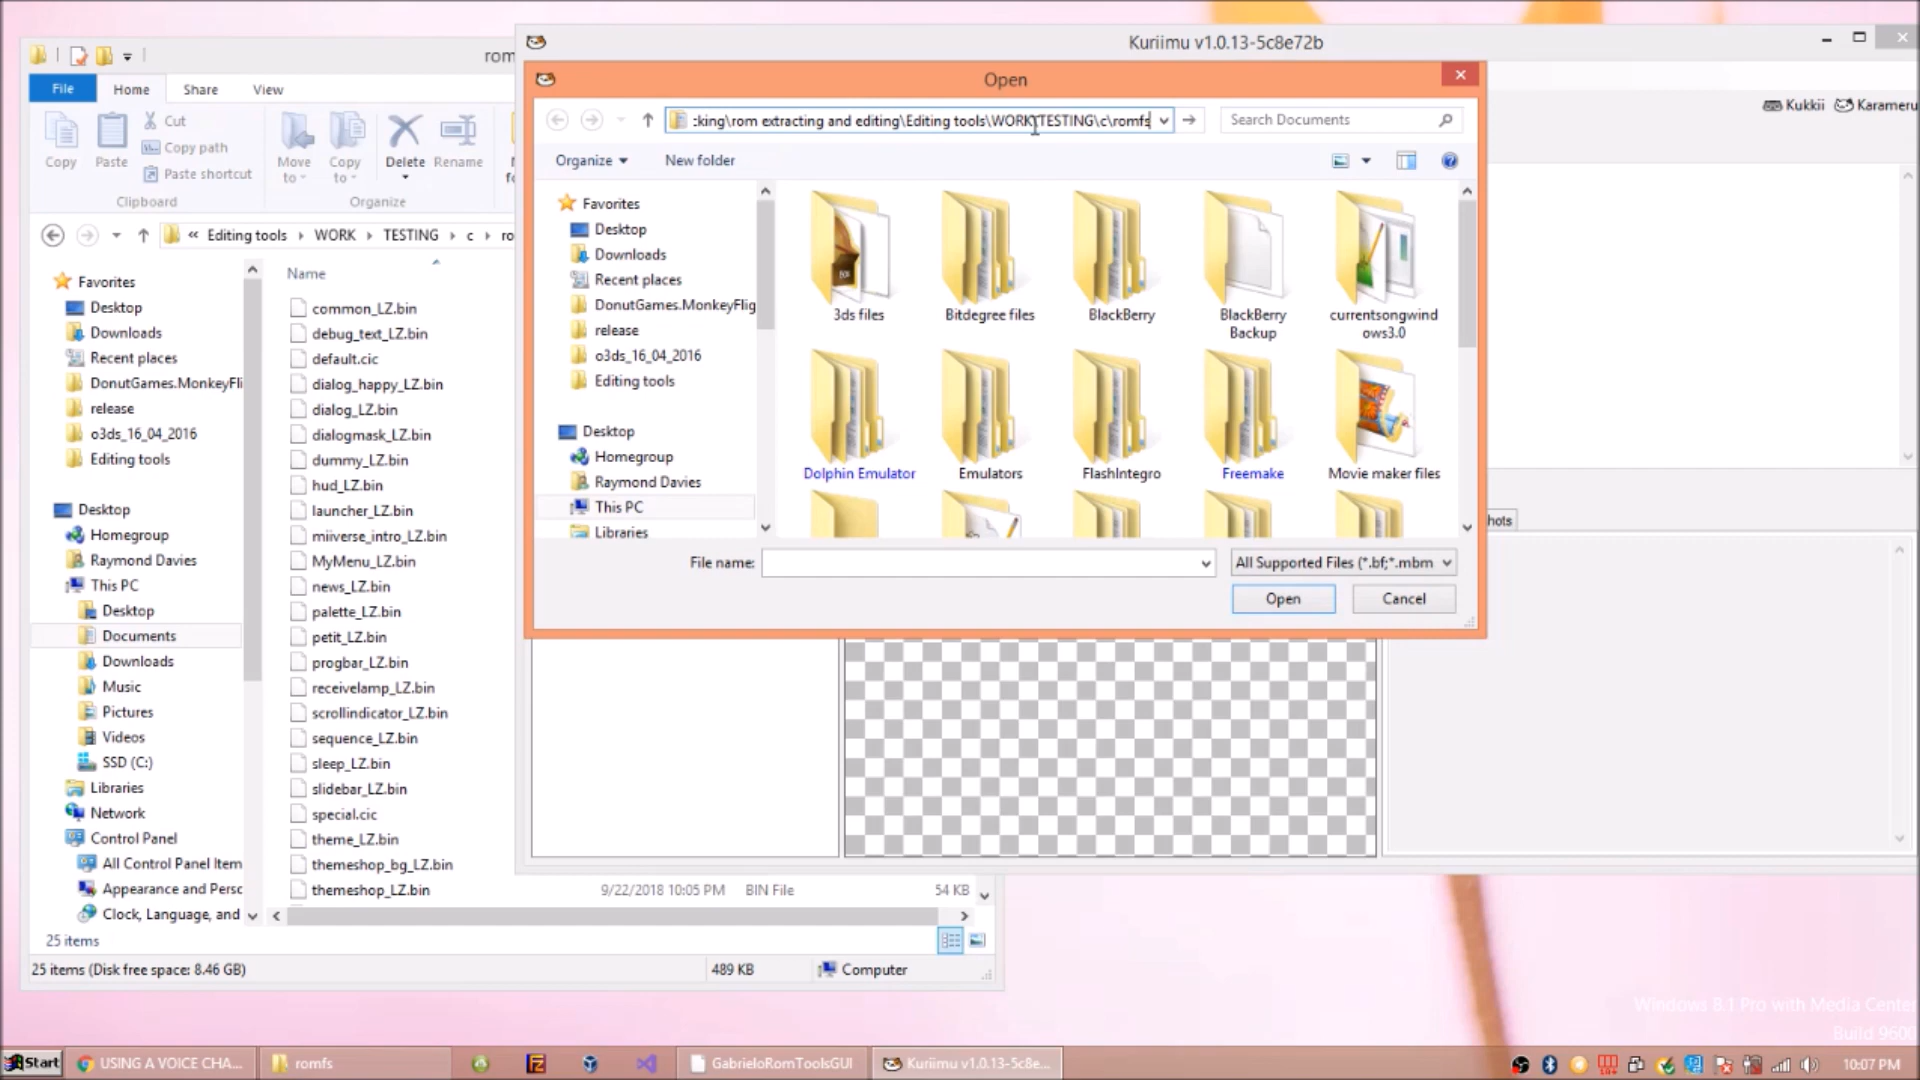 rom
File
Home
Share
View
Copy
Paste
Cut
Copy path
Paste shortcut
Clipboard
Move to
Copy to
Delete
Rename
Organize
« Editing tools › WORK › TESTING › c › ro
Favorites
Desktop
Downloads
Recent places
DonutGames.MonkeyFli
release
o3ds_16_04_2016
Editing tools
Desktop
Homegroup
Raymond Davies
This PC
Desktop
Documents
Downloads
Music
Pictures
Videos
SSD (C:)
Libraries
Network
Control Panel
All Control Panel Item
Appearance and Perso
Clock, Language, and
Name
common_LZ.bin
debug_text_LZ.bin
default.cic
dialog_happy_LZ.bin
dialog_LZ.bin
dialogmask_LZ.bin
dummy_LZ.bin
hud_LZ.bin
launcher_LZ.bin
miiverse_intro_LZ.bin
MyMenu_LZ.bin
news_LZ.bin
palette_LZ.bin
petit_LZ.bin
progbar_LZ.bin
receivelamp_LZ.bin
scrollindicator_LZ.bin
sequence_LZ.bin
sleep_LZ.bin
slidebar_LZ.bin
special.cic
theme_LZ.bin
themeshop_bg_LZ.bin
themeshop_LZ.bin 9/22/2018 10:05 PM BIN File 54 KB
25 items
25 items (Disk free space: 8.46 GB) 489 KB Computer
Kuriimu v1.0.13-5c8e72b
Kukkii Karameru
hots
Open
:king\rom extracting and editing\Editing tools\WORK\TESTING\c\romfs
Search Documents
Organize
New folder
Favorites
Desktop
Downloads
Recent places
DonutGames.MonkeyFlig
release
o3ds_16_04_2016
Editing tools
Desktop
Homegroup
Raymond Davies
This PC
Libraries
3ds files
Bitdegree files
BlackBerry
BlackBerry Backup
currentsongwind
ows3.0
Dolphin Emulator
Emulators
FlashIntegro
Freemake
Movie maker files
File name:
All Supported Files (*.bf;*.mbm
Open
Cancel
Windows 8.1 Pro with Media Center
Build 9600
Start
USING A VOICE CHA...
romfs
GabrieloRomToolsGUI
Kuriimu v1.0.13-5c8e...
10:07 PM